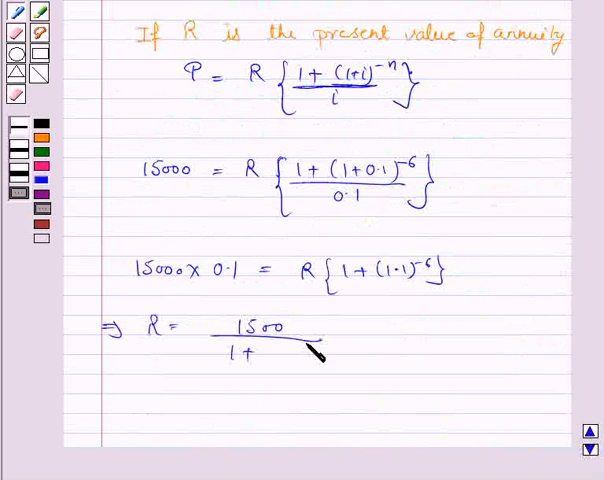 If R is the present value of annuity
P = R { 1 + (1+i)^-n / i }
15000 = R { 1 + (1+0.1)^-6 / 0.1 }
15000 × 0.1 = R { 1 + (1.1)^-6 }
⇒ R = 1500 / 1 +